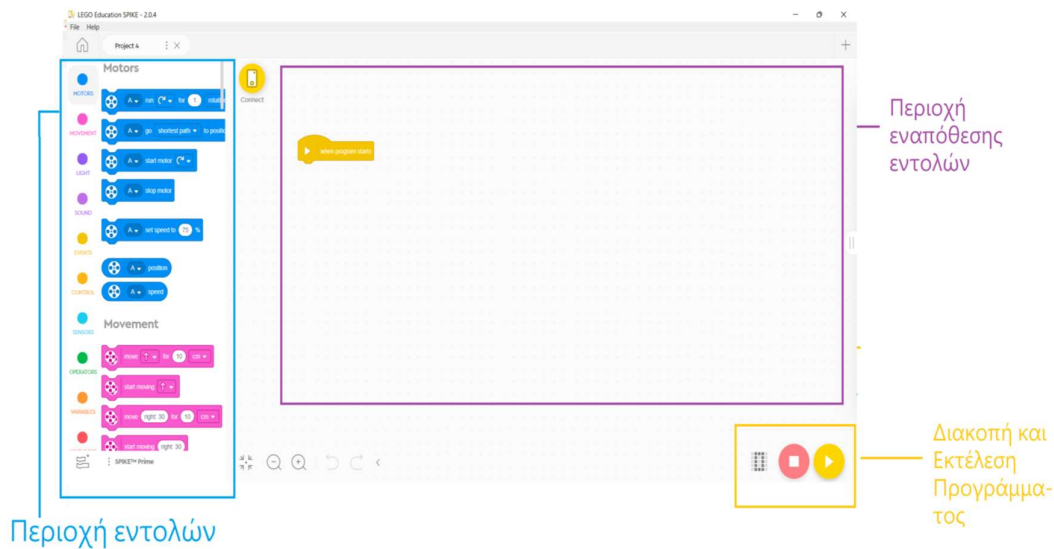 LEGO Education SPIKE - 2.0.4
File Help
Project 4
Motors
MOTORS
A run for 1
Connect
MOVEMENT
A go shortest path to
A start motor
LIGHT
A stop motor
SOUND
A set speed to 75 %
EVENTS
A position
CONTROL
A speed
SENSORS
Movement
OPERATORS
move for 10 cm
start moving
VARIABLES
move right: 30 for 10 cm
start moving right: 30
SPIKE™ Prime
when program starts
Περιοχή
εναπόθεσης
εντολών
Διακοπή και
Εκτέλεση
Προγράμμα-
τος
Περιοχή εντολών